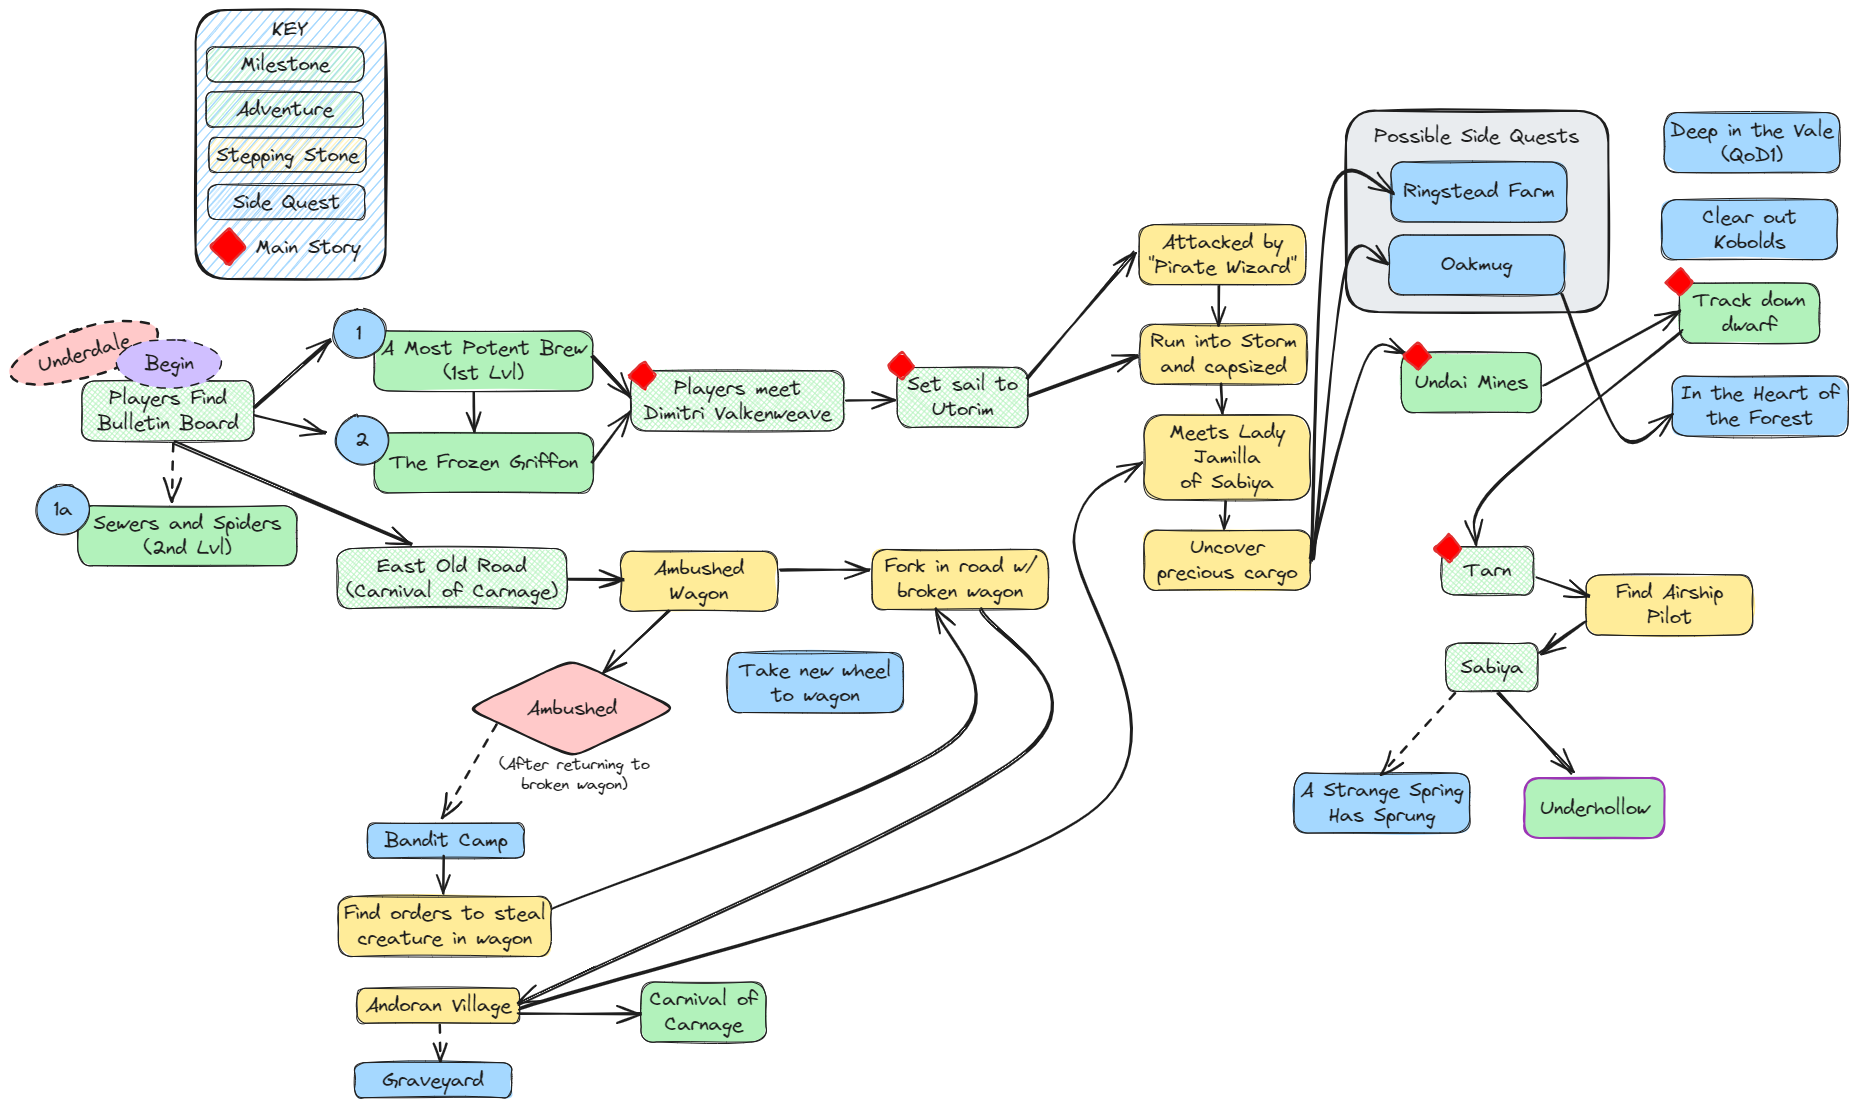 KEY
Milestone
Adventure
Stepping Stone
Side Quest
Main Story
Underdale
Begin
Players Find
Bulletin Board
1
A Most Potent Brew
(1st Lvl)
2
The Frozen Griffon
1a
Sewers and Spiders
(2nd Lvl)
Players meet
Dimitri Valkenweave
Set sail to
Utorim
Attacked by
"Pirate Wizard"
Run into Storm
and capsized
Meets Lady
Jamilla
of Sabiya
Uncover
precious cargo
Possible Side Quests
Ringstead Farm
Oakmug
Deep in the Vale
(QoD1)
Clear out
Kobolds
Track down
dwarf
Undai Mines
In the Heart of
the Forest
East Old Road
(Carnival of Carnage)
Ambushed
Wagon
Fork in road w/
broken wagon
Take new wheel
to wagon
Ambushed
(After returning to
broken wagon)
Bandit Camp
Find orders to steal
creature in wagon
Andoran Village
Carnival of
Carnage
Graveyard
Tarn
Find Airship
Pilot
Sabiya
A Strange Spring
Has Sprung
Underhollow